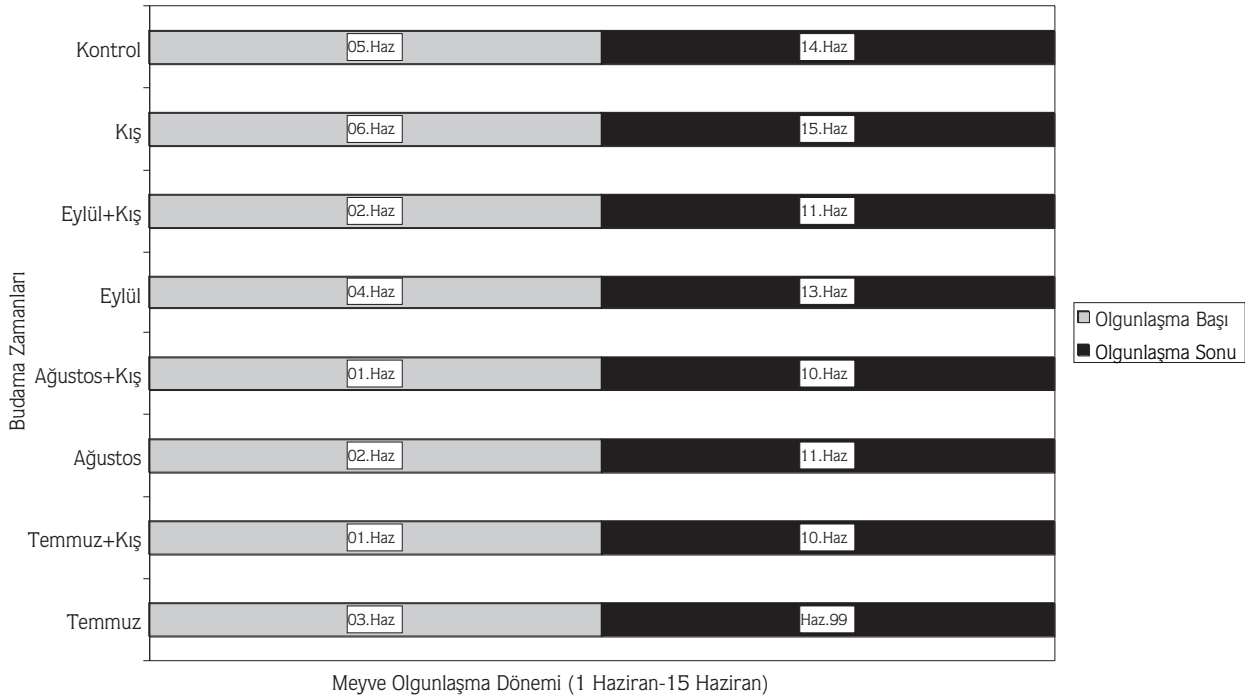 Kontrol 05.Haz 14.Haz
Kış 06.Haz 15.Haz
Eylül+Kış 02.Haz 11.Haz
Eylül 04.Haz 13.Haz
Ağustos+Kış 01.Haz 10.Haz
Ağustos 02.Haz 11.Haz
Temmuz+Kış 01.Haz 10.Haz
Temmuz 03.Haz Haz.99
Budama Zamanları
Meyve Olgunlaşma Dönemi (1 Haziran-15 Haziran)
Olgunlaşma Başı
Olgunlaşma Sonu